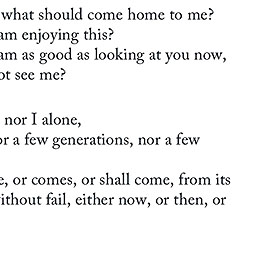 what should come home to me?
am enjoying this?
am as good as looking at you now,
ot see me?
nor I alone,
or a few generations, nor a few
e, or comes, or shall come, from its
ithout fail, either now, or then, or